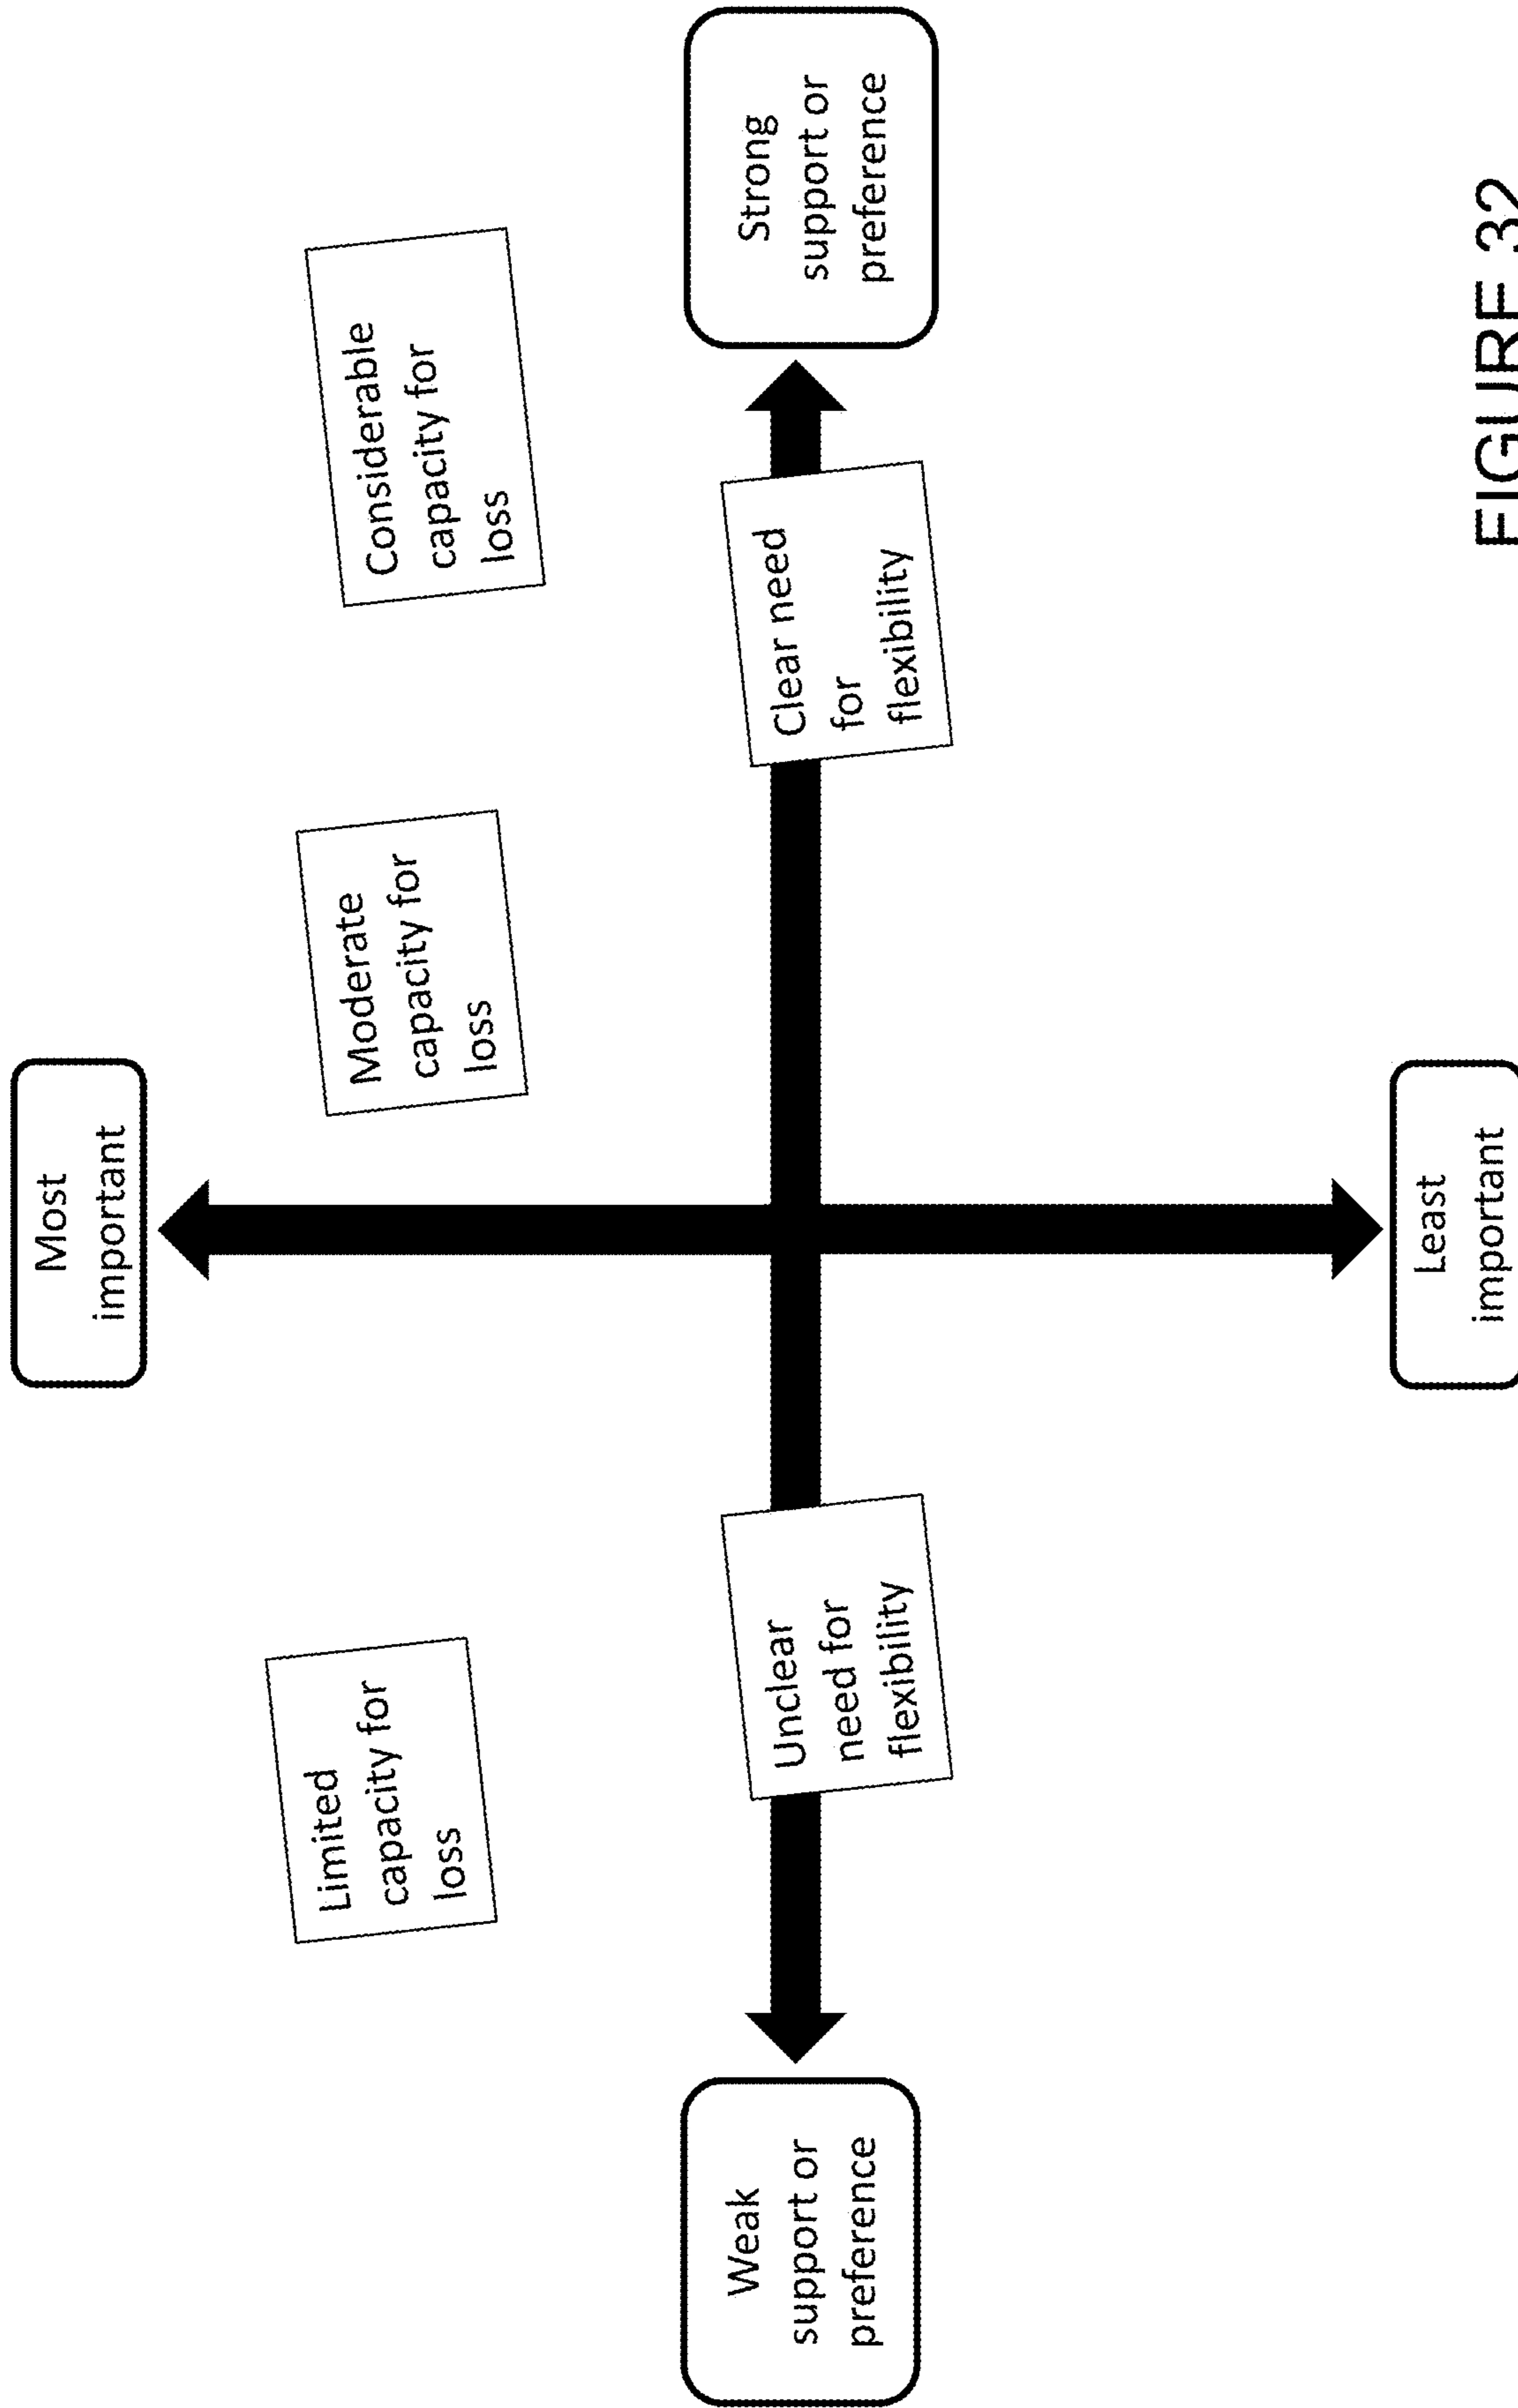 Most
important
Limited
capacity for
loss
Moderate
capacity for
loss
Considerable
capacity for
loss
Weak
support or
preference
Unclear
need for
flexibility
Clear need
for
flexibility
Strong
support or
preference
Least
important
FIGURE 32